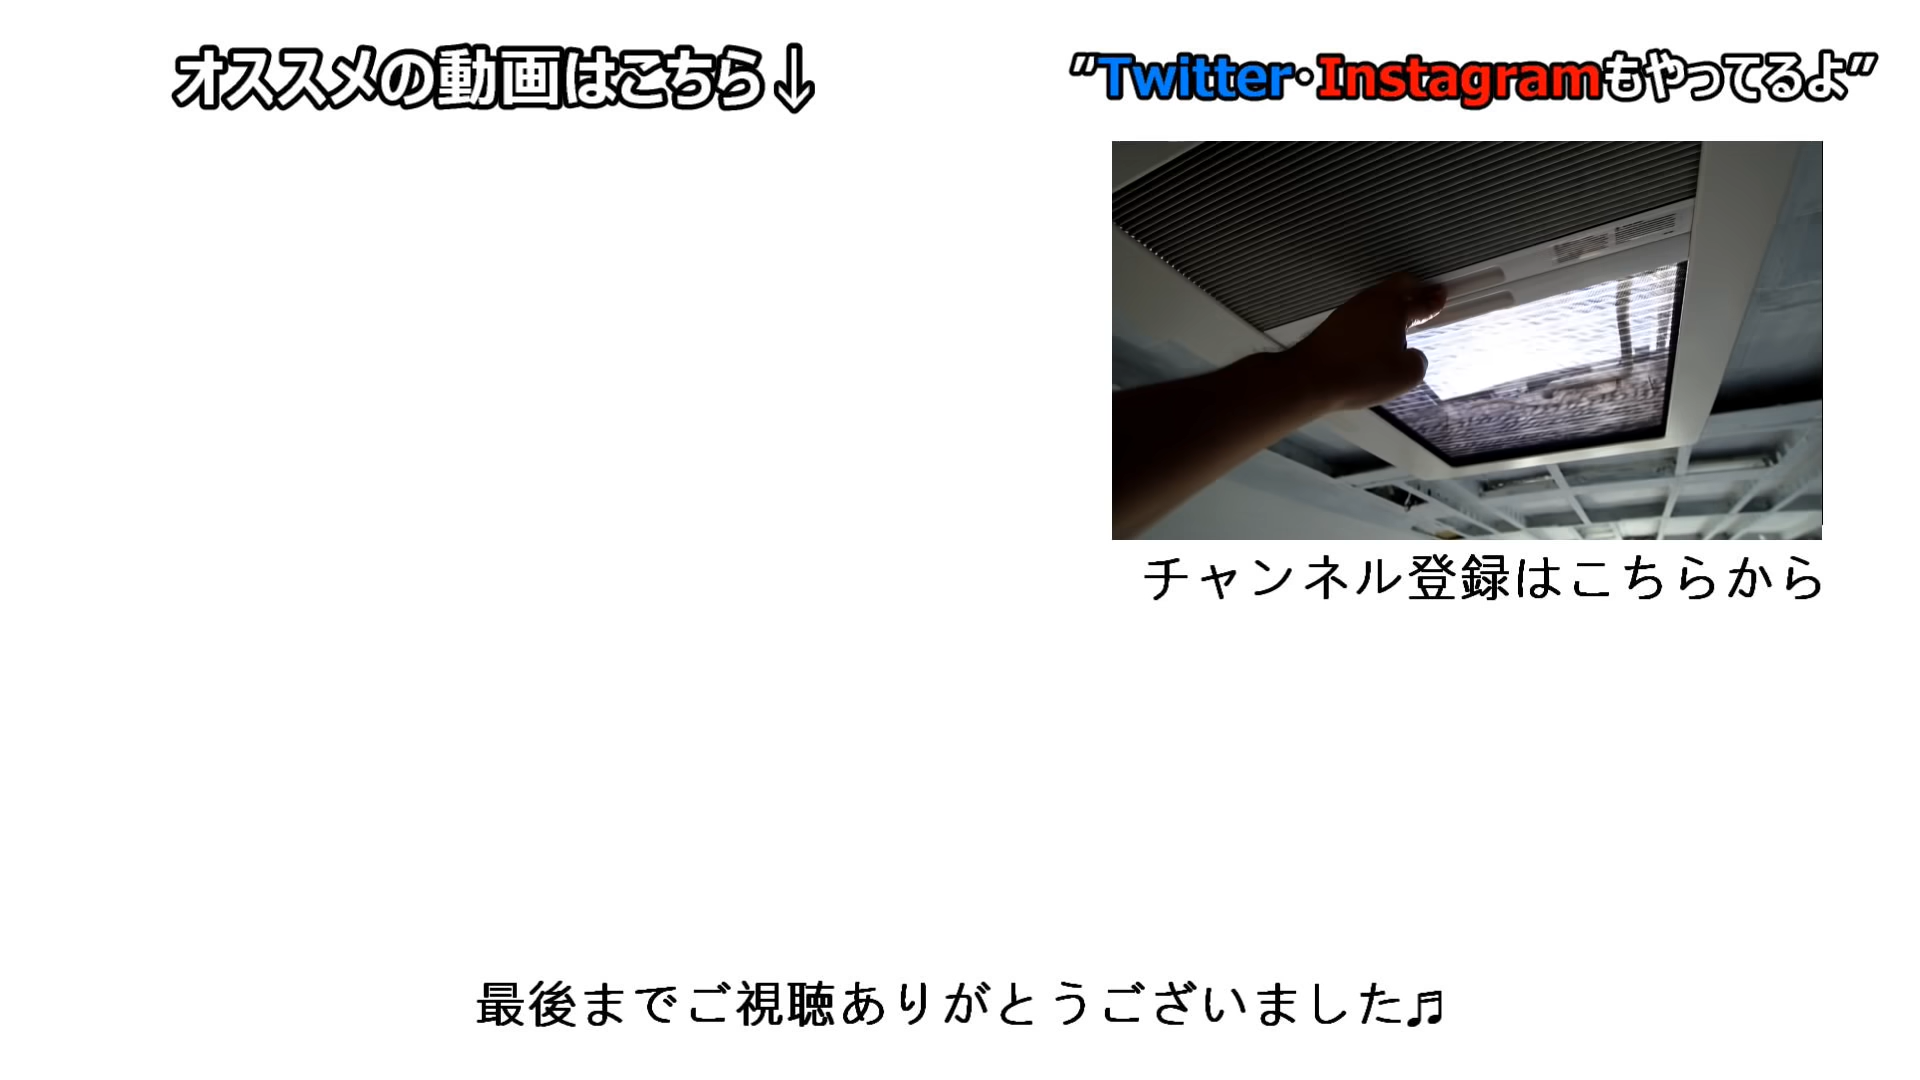 オススメの動画はこちら↓
"Twitter・Instagramもやってるよ"
チャンネル登録はこちらから
最後までご視聴ありがとうございました♬